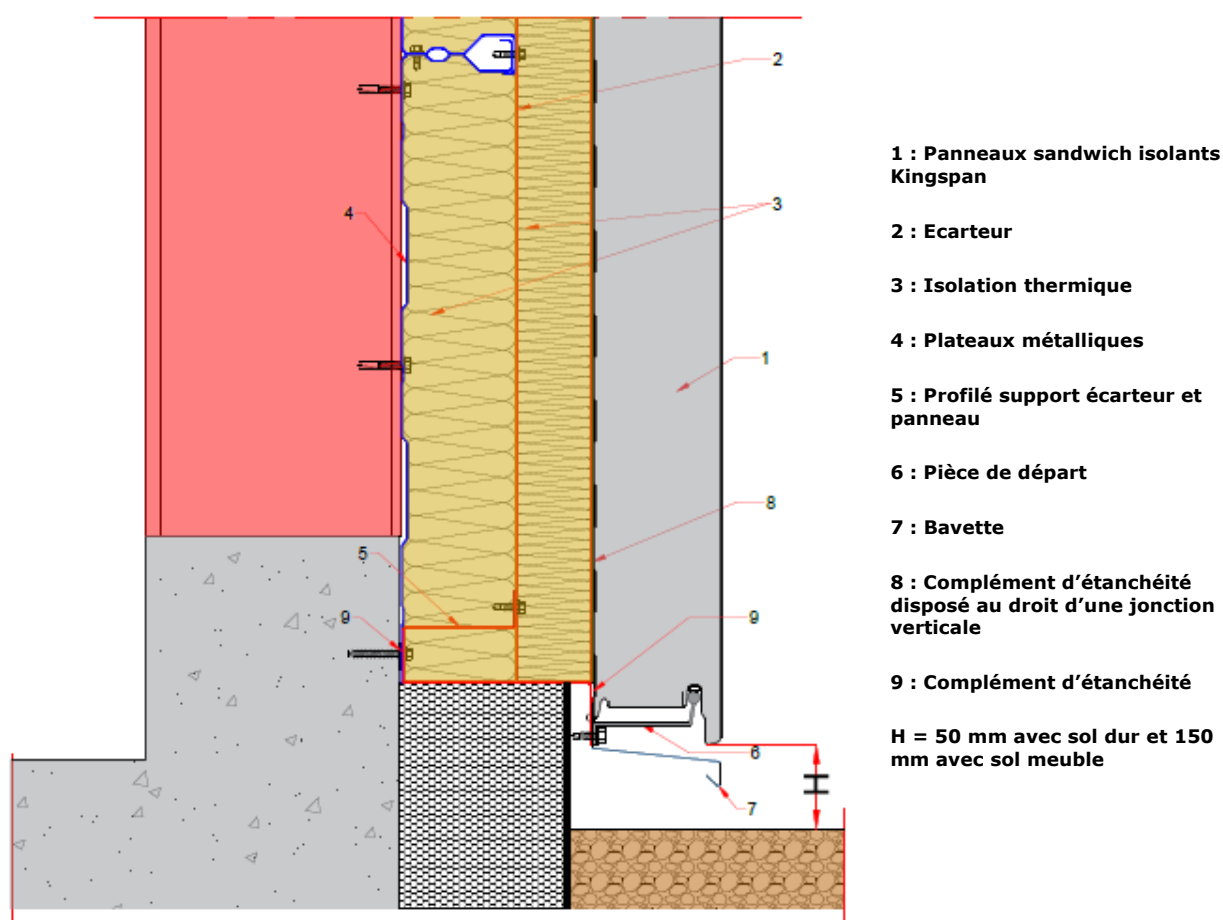 2
3
4
1
8
5
9
9
6
7
H
1 : Panneaux sandwich isolants
Kingspan
2 : Ecarteur
3 : Isolation thermique
4 : Plateaux métalliques
5 : Profilé support écarteur et
panneau
6 : Pièce de départ
7 : Bavette
8 : Complément d’étanchéité
disposé au droit d’une jonction
verticale
9 : Complément d’étanchéité
H = 50 mm avec sol dur et 150
mm avec sol meuble